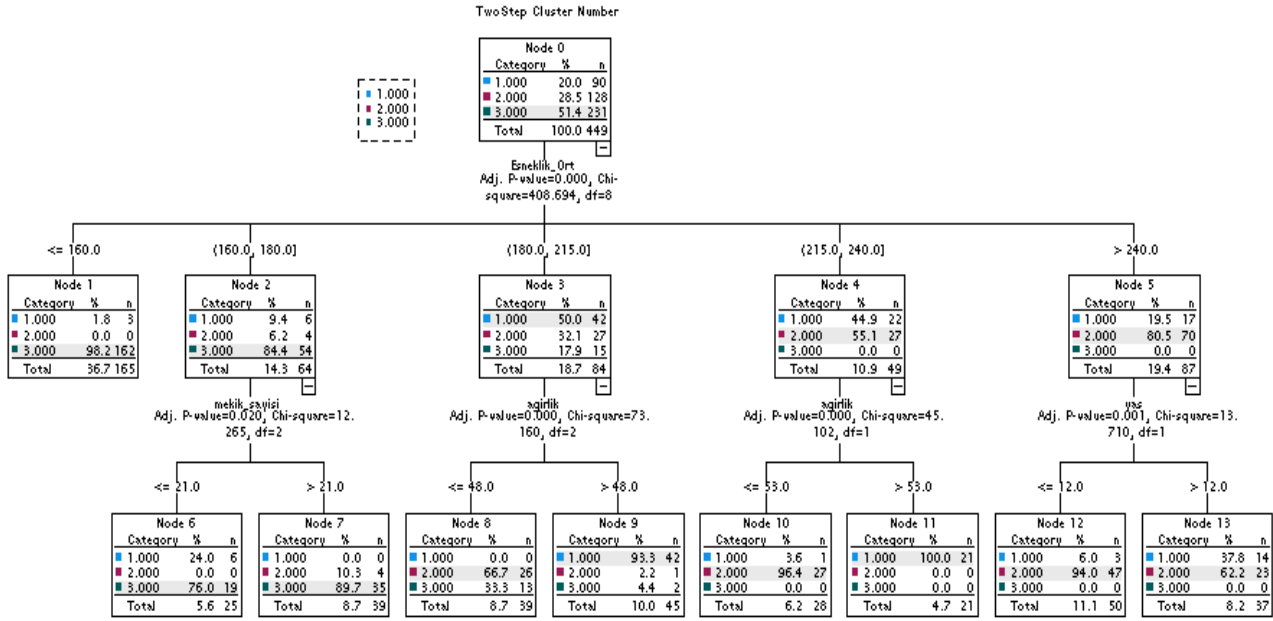 TwoStep Cluster Number
Node 0
Category % n
1.000 20.0 90
2.000 28.5 128
3.000 51.4 231
Total 100.0 449
1.000
2.000
3.000
Esneklik_Ort
Adj. P-value=0.000, Chi-
square=408.694, df=8
<= 160.0
(160.0, 180.0]
(180.0, 215.0]
(215.0, 240.0]
> 240.0
Node 1
Category % n
1.000 1.8 3
2.000 0.0 0
3.000 98.2 162
Total 36.7 165
Node 2
Category % n
1.000 9.4 6
2.000 6.2 4
3.000 84.4 54
Total 14.3 64
Node 3
Category % n
1.000 50.0 42
2.000 32.1 27
3.000 17.9 15
Total 18.7 84
Node 4
Category % n
1.000 44.9 22
2.000 55.1 27
3.000 0.0 0
Total 10.9 49
Node 5
Category % n
1.000 19.5 17
2.000 80.5 70
3.000 0.0 0
Total 19.4 87
mekik_sayisi
Adj. P-value=0.020, Chi-square=12.
265, df=2
agirlik
Adj. P-value=0.000, Chi-square=73.
160, df=2
agirlik
Adj. P-value=0.000, Chi-square=45.
102, df=1
yas
Adj. P-value=0.001, Chi-square=13.
710, df=1
<= 21.0
> 21.0
<= 48.0
> 48.0
<= 53.0
> 53.0
<= 12.0
> 12.0
Node 6
Category % n
1.000 24.0 6
2.000 0.0 0
3.000 76.0 19
Total 5.6 25
Node 7
Category % n
1.000 0.0 0
2.000 10.3 4
3.000 89.7 35
Total 8.7 39
Node 8
Category % n
1.000 0.0 0
2.000 66.7 26
3.000 33.3 13
Total 8.7 39
Node 9
Category % n
1.000 93.3 42
2.000 2.2 1
3.000 4.4 2
Total 10.0 45
Node 10
Category % n
1.000 3.6 1
2.000 96.4 27
3.000 0.0 0
Total 6.2 28
Node 11
Category % n
1.000 100.0 21
2.000 0.0 0
3.000 0.0 0
Total 4.7 21
Node 12
Category % n
1.000 6.0 3
2.000 94.0 47
3.000 0.0 0
Total 11.1 50
Node 13
Category % n
1.000 37.8 14
2.000 62.2 23
3.000 0.0 0
Total 8.2 37